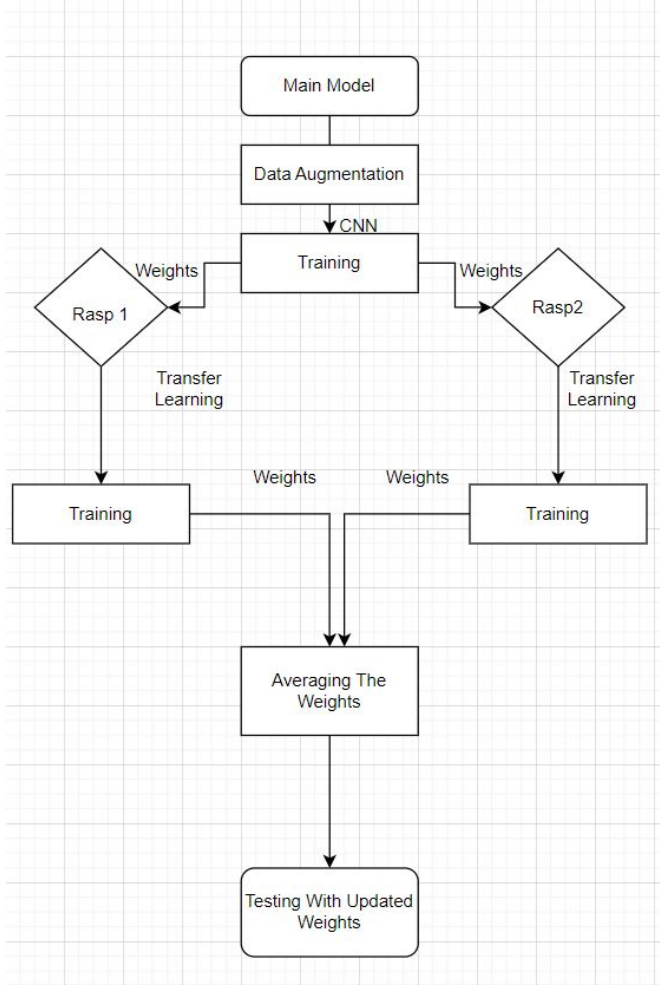 Main Model
Data Augmentation
CNN
Training
Weights
Weights
Rasp 1
Rasp2
Transfer
Learning
Transfer
Learning
Weights
Weights
Training
Training
Averaging The
Weights
Testing With Updated
Weights